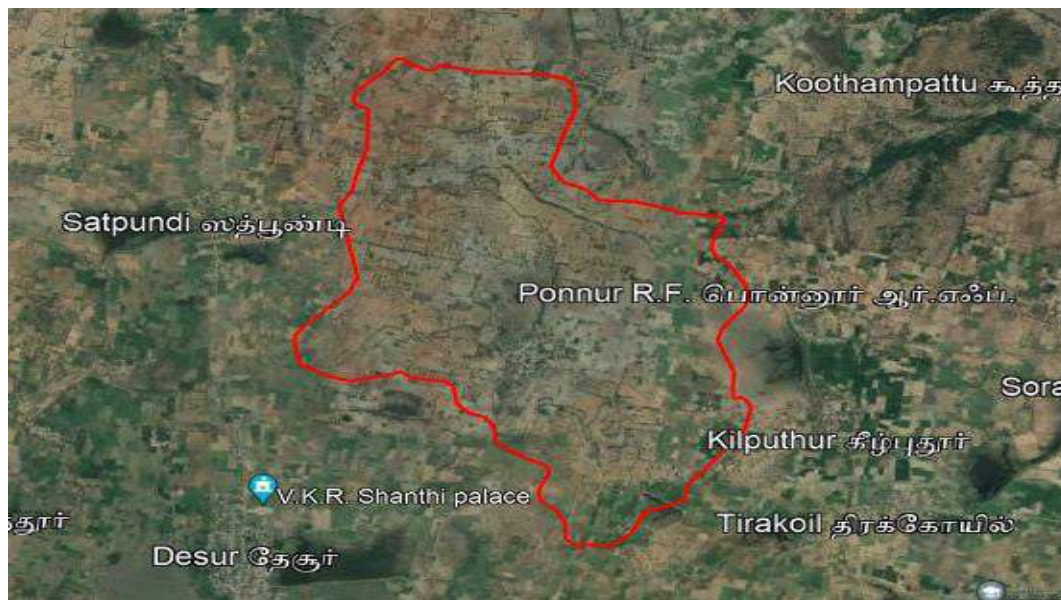 Koothampattu கூத்த
Satpundi ஸத்பூண்டி
Ponnur R.F. பொன்னூர் ஆர்.எஃப்.
Sora
Kilputhur கீழ்புதூர்
V.K.R. Shanthi palace
தூர்
Tirakoil திரக்கோயில்
Desur தேசூர்